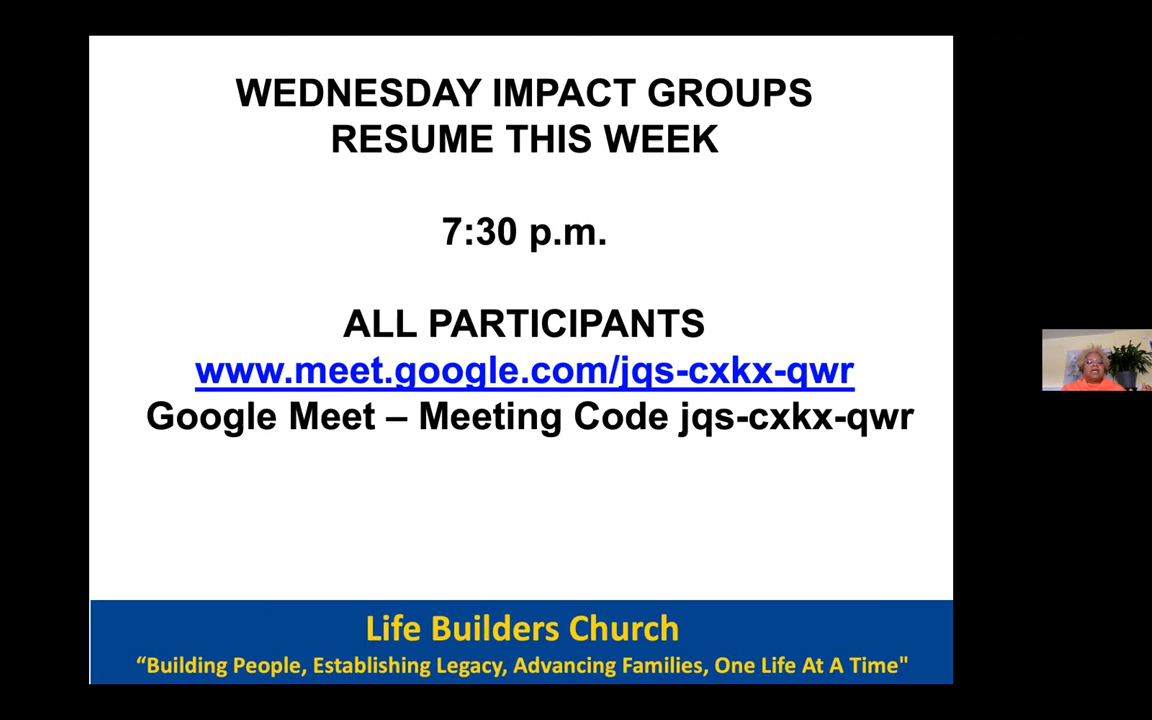 WEDNESDAY IMPACT GROUPS
RESUME THIS WEEK
7:30 p.m.
ALL PARTICIPANTS
www.meet.google.com/jqs-cxkx-qwr
Google Meet – Meeting Code jqs-cxkx-qwr
Life Builders Church
“Building People, Establishing Legacy, Advancing Families, One Life At A Time"